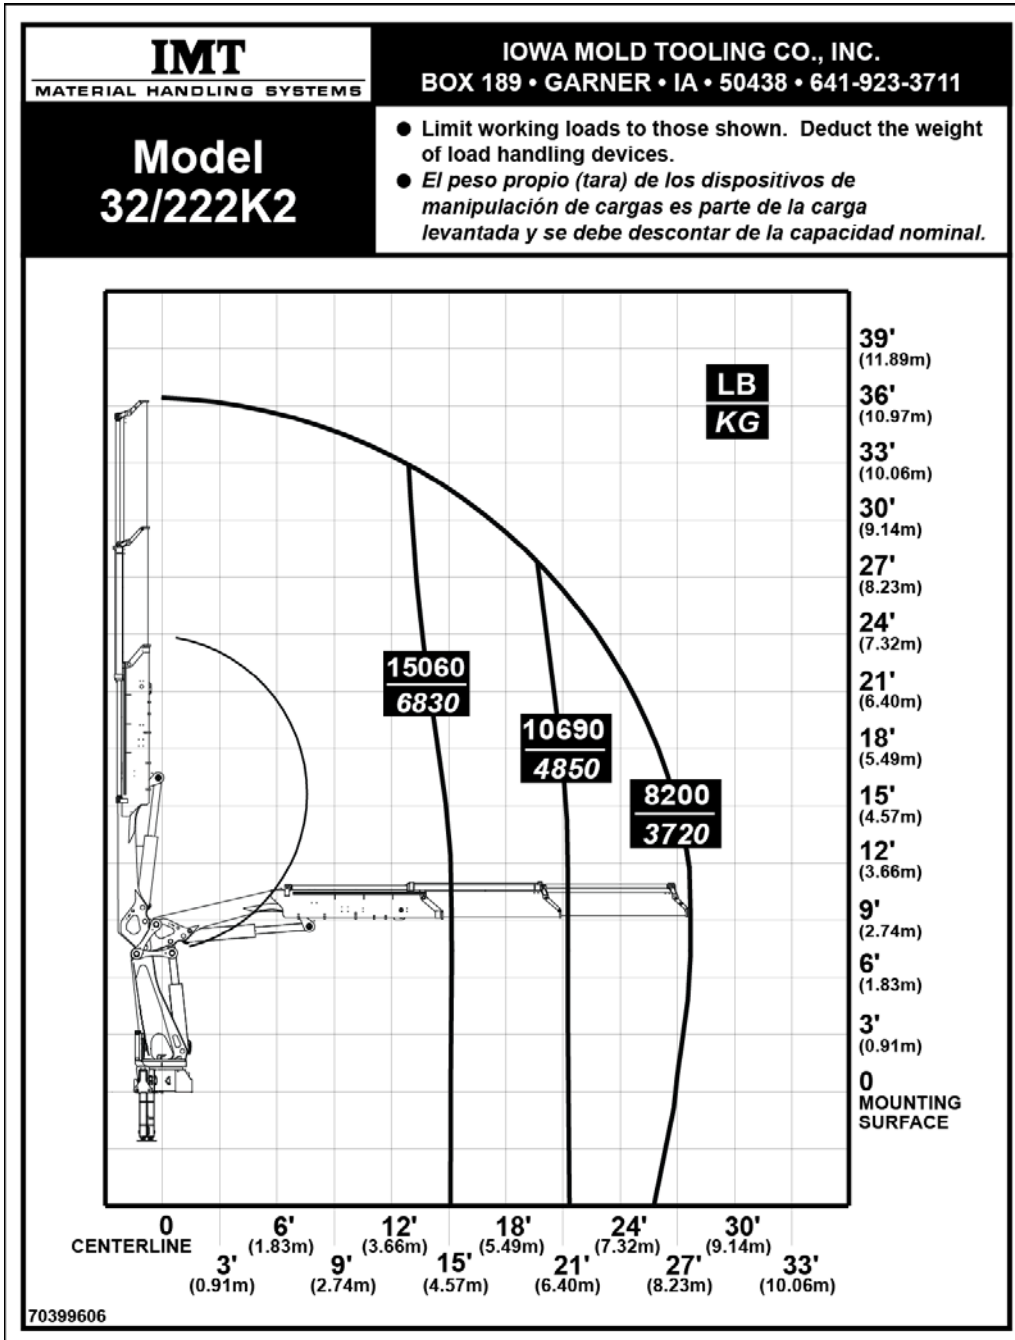 IMT
MATERIAL HANDLING SYSTEMS
IOWA MOLD TOOLING CO., INC.
BOX 189 • GARNER • IA • 50438 • 641-923-3711
Model
32/222K2
● Limit working loads to those shown.  Deduct the weight
of load handling devices.
● El peso propio (tara) de los dispositivos de
manipulación de cargas es parte de la carga
levantada y se debe descontar de la capacidad nominal.
LB
KG
39'
(11.89m)
36'
(10.97m)
33'
(10.06m)
30'
(9.14m)
27'
(8.23m)
24'
(7.32m)
21'
(6.40m)
18'
(5.49m)
15'
(4.57m)
12'
(3.66m)
9'
(2.74m)
6'
(1.83m)
3'
(0.91m)
0
MOUNTING
SURFACE
15060
6830
10690
4850
8200
3720
0 6' 12' 18' 24' 30'
CENTERLINE (1.83m) (3.66m) (5.49m) (7.32m) (9.14m)
3' 9' 15' 21' 27' 33'
(0.91m) (2.74m) (4.57m) (6.40m) (8.23m) (10.06m)
70399606